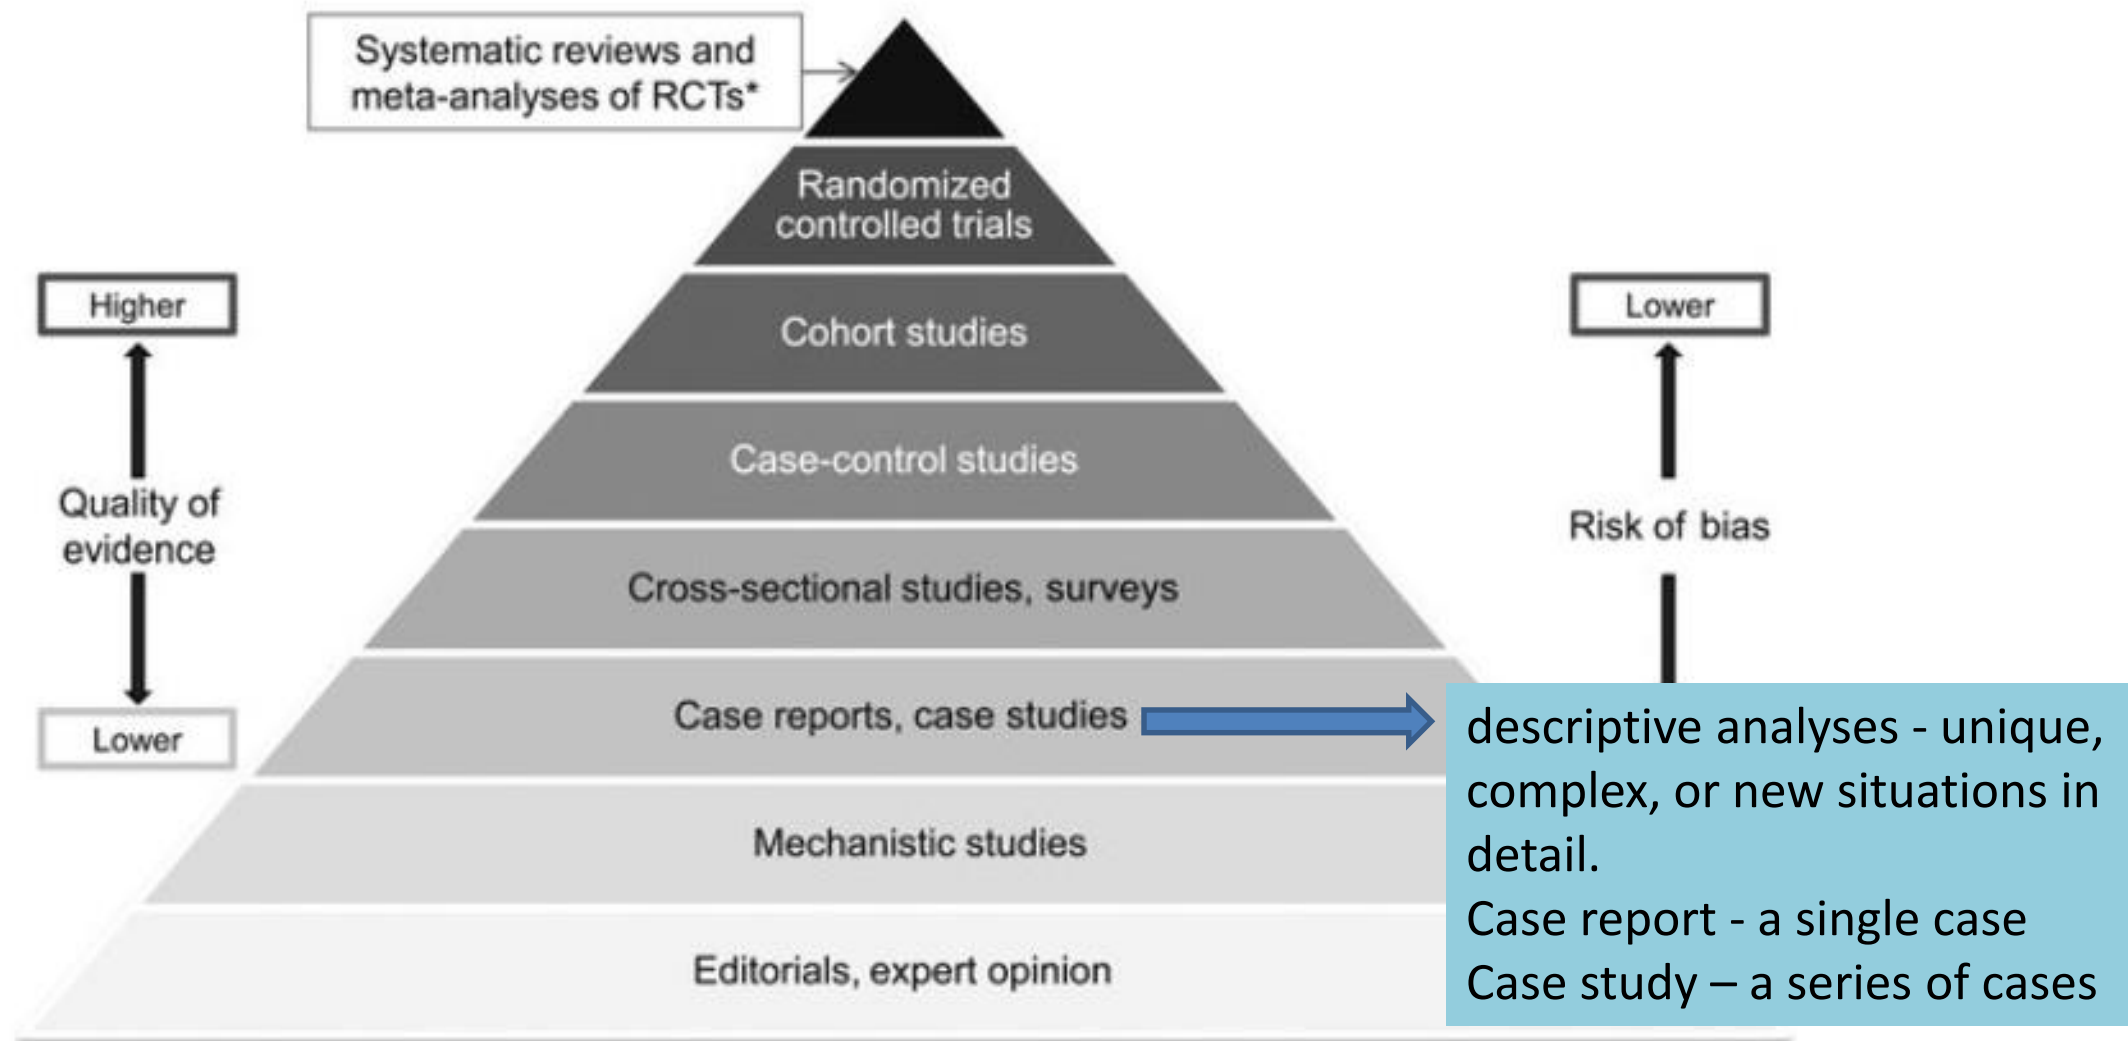 Systematic reviews and
meta-analyses of RCTs*
Randomized
controlled trials
Higher
Cohort studies
Lower
Case-control studies
Quality of
evidence
Risk of bias
Cross-sectional studies, surveys
Case reports, case studies
Lower
descriptive analyses - unique,
complex, or new situations in
detail.
Case report - a single case
Case study – a series of cases
Mechanistic studies
Editorials, expert opinion